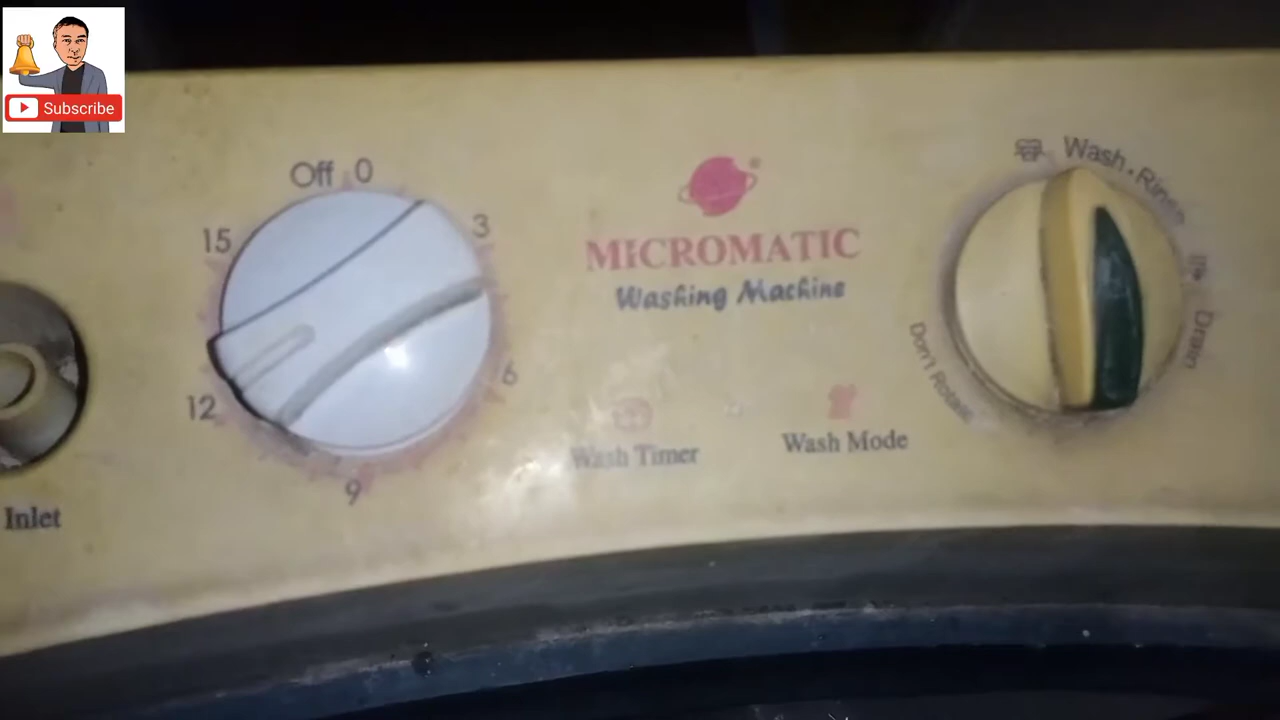 Subscribe
Off 0
3
6
9
12
15
Inlet
MICROMATIC
Washing Machine
Wash Timer
Wash Mode
Wash . Rinse
Drain
Don't Rotate